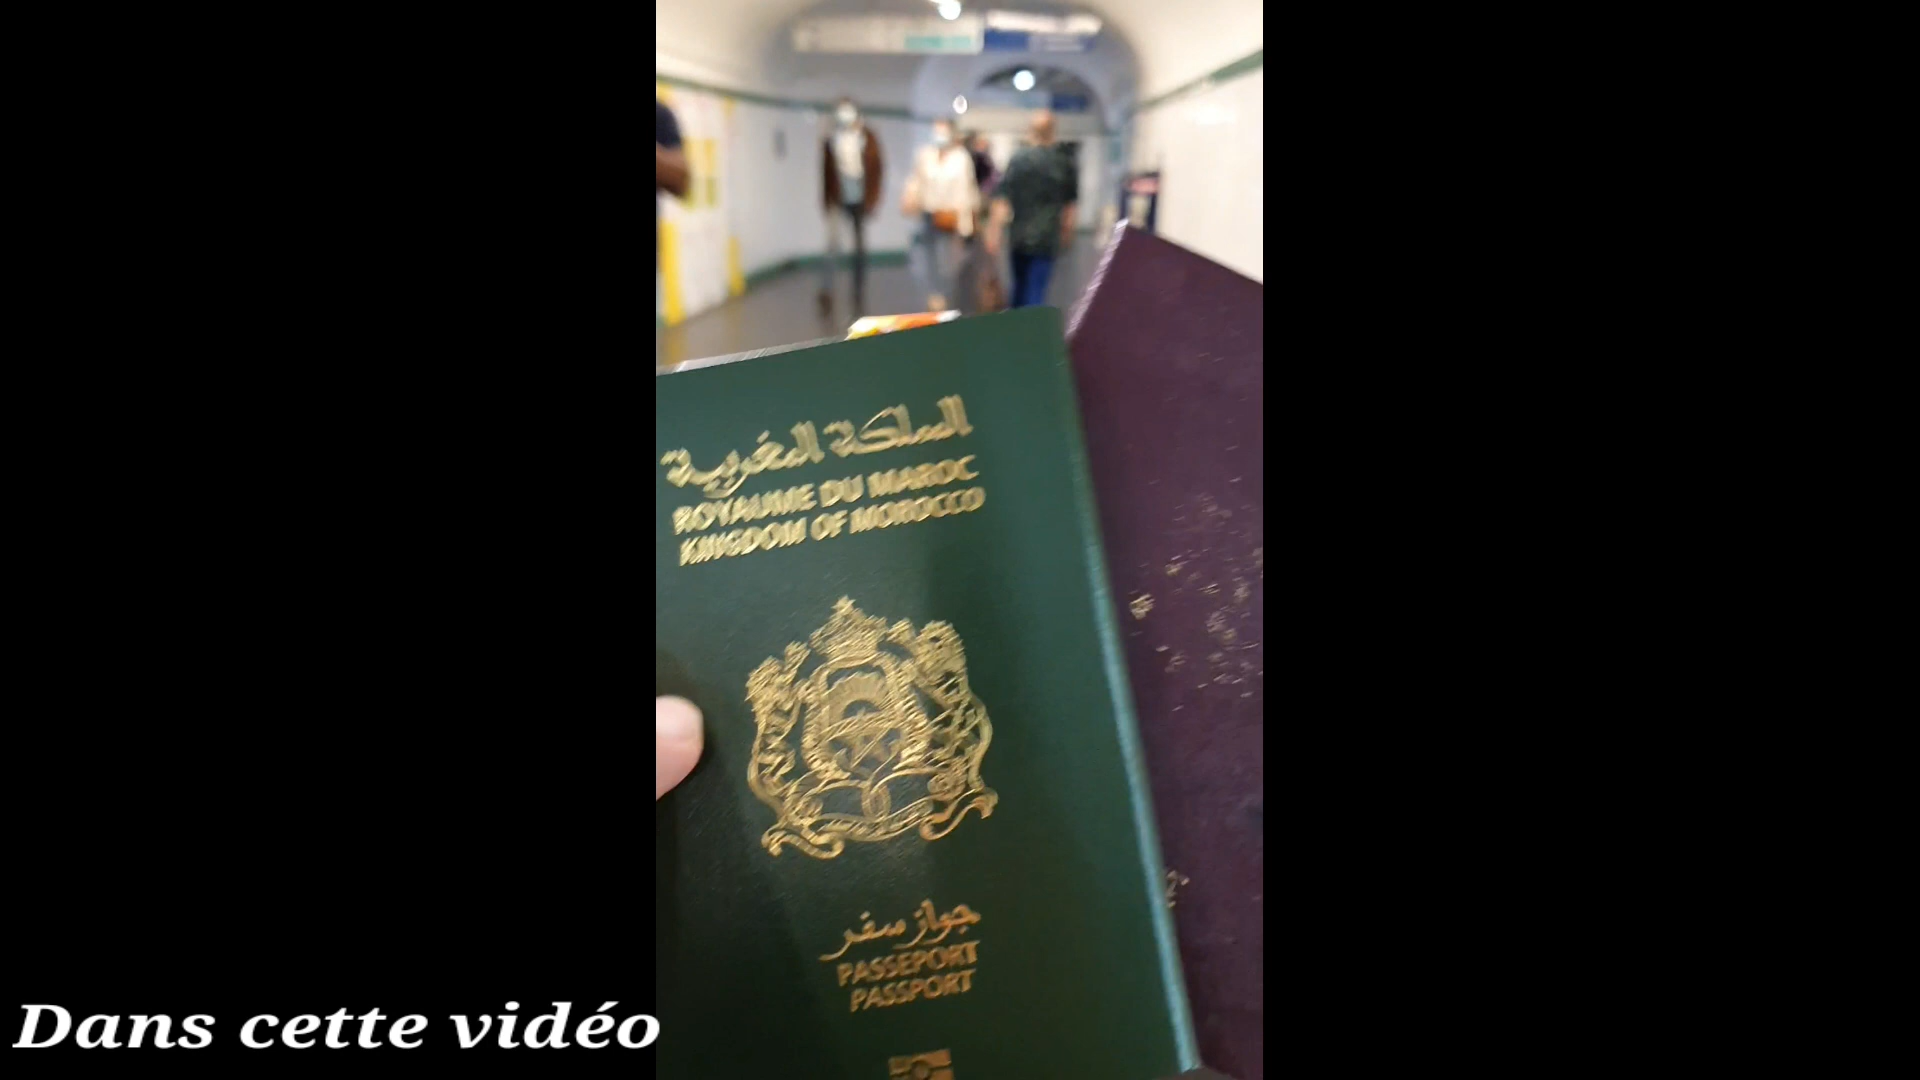 المملكة المغربية
ROYAUME DU MAROC
KINGDOM OF MOROCCO
جواز سفر
PASSEPORT
PASSPORT
Dans cette vidéo